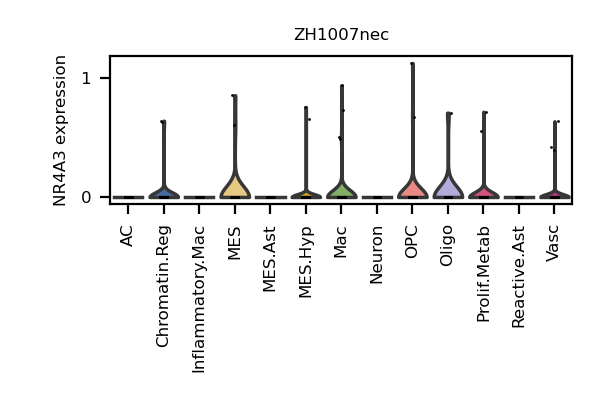 ZH1007nec
NR4A3 expression
1
0
AC
Chromatin.Reg
Inflammatory.Mac
MES
MES.Ast
MES.Hyp
Mac
Neuron
OPC
Oligo
Prolif.Metab
Reactive.Ast
Vasc